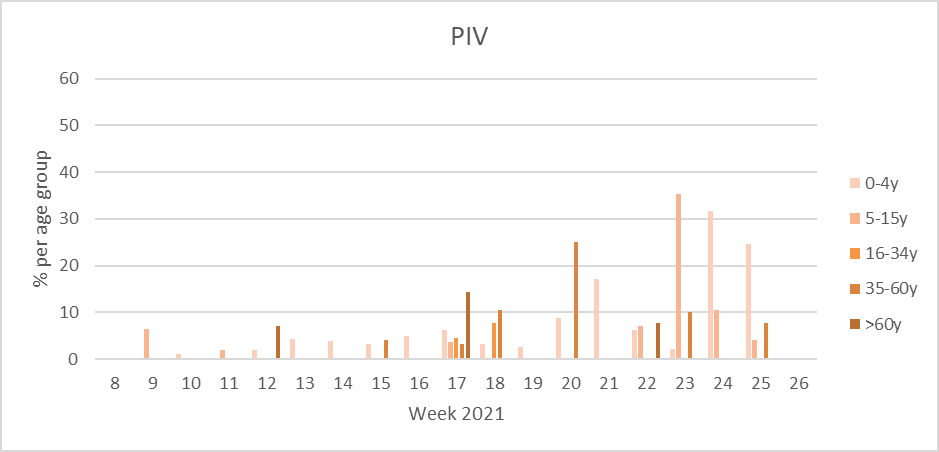 PIV
60
50
40
30
20
10
0
% per age group
8 9 10 11 12 13 14 15 16 17 18 19 20 21 22 23 24 25 26
Week 2021
0-4y
5-15y
16-34y
35-60y
>60y